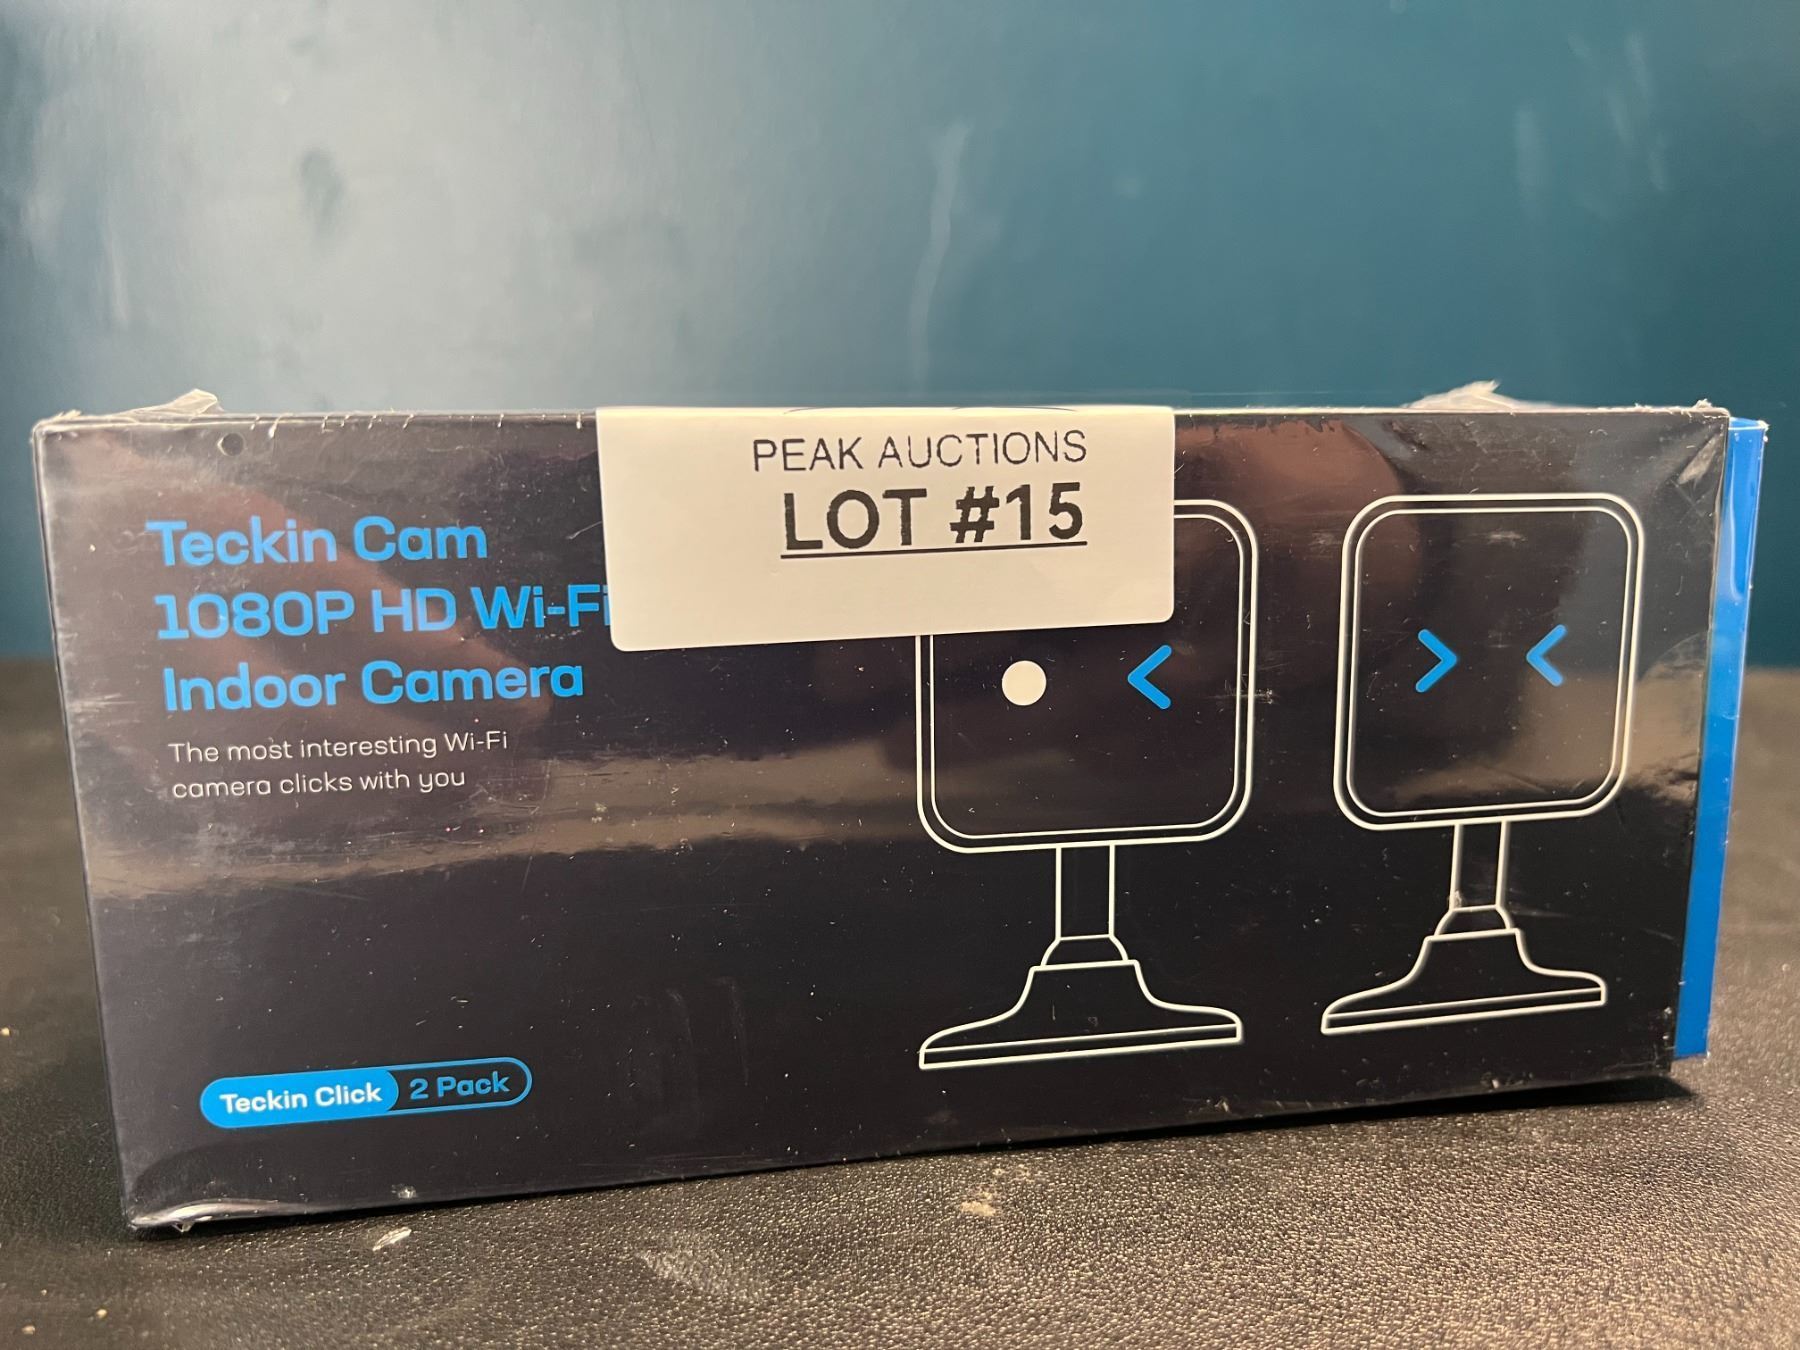 PEAK AUCTIONS
LOT #15
Teckin Cam
1080P HD Wi-Fi
Indoor Camera
The most interesting Wi-Fi
camera clicks with you
Teckin Click 2 Pack